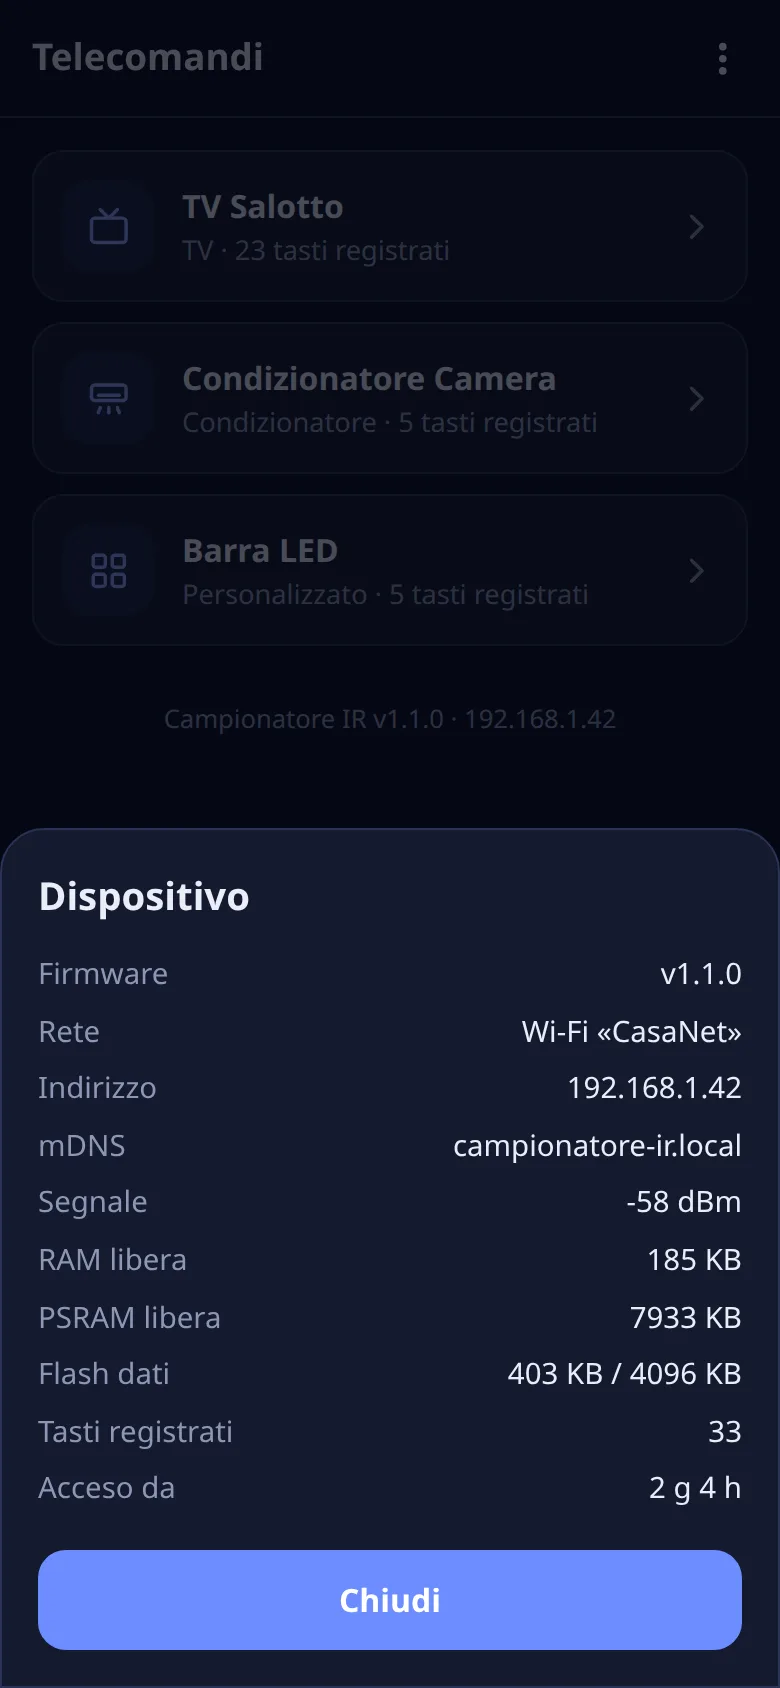 Telecomandi
TV Salotto
TV · 23 tasti registrati
Condizionatore Camera
Condizionatore · 5 tasti registrati
Barra LED
Personalizzato · 5 tasti registrati
Campionatore IR v1.1.0 · 192.168.1.42
Dispositivo
Firmware v1.1.0
Rete Wi-Fi «CasaNet»
Indirizzo 192.168.1.42
mDNS campionatore-ir.local
Segnale -58 dBm
RAM libera 185 KB
PSRAM libera 7933 KB
Flash dati 403 KB / 4096 KB
Tasti registrati 33
Acceso da 2 g 4 h
Chiudi